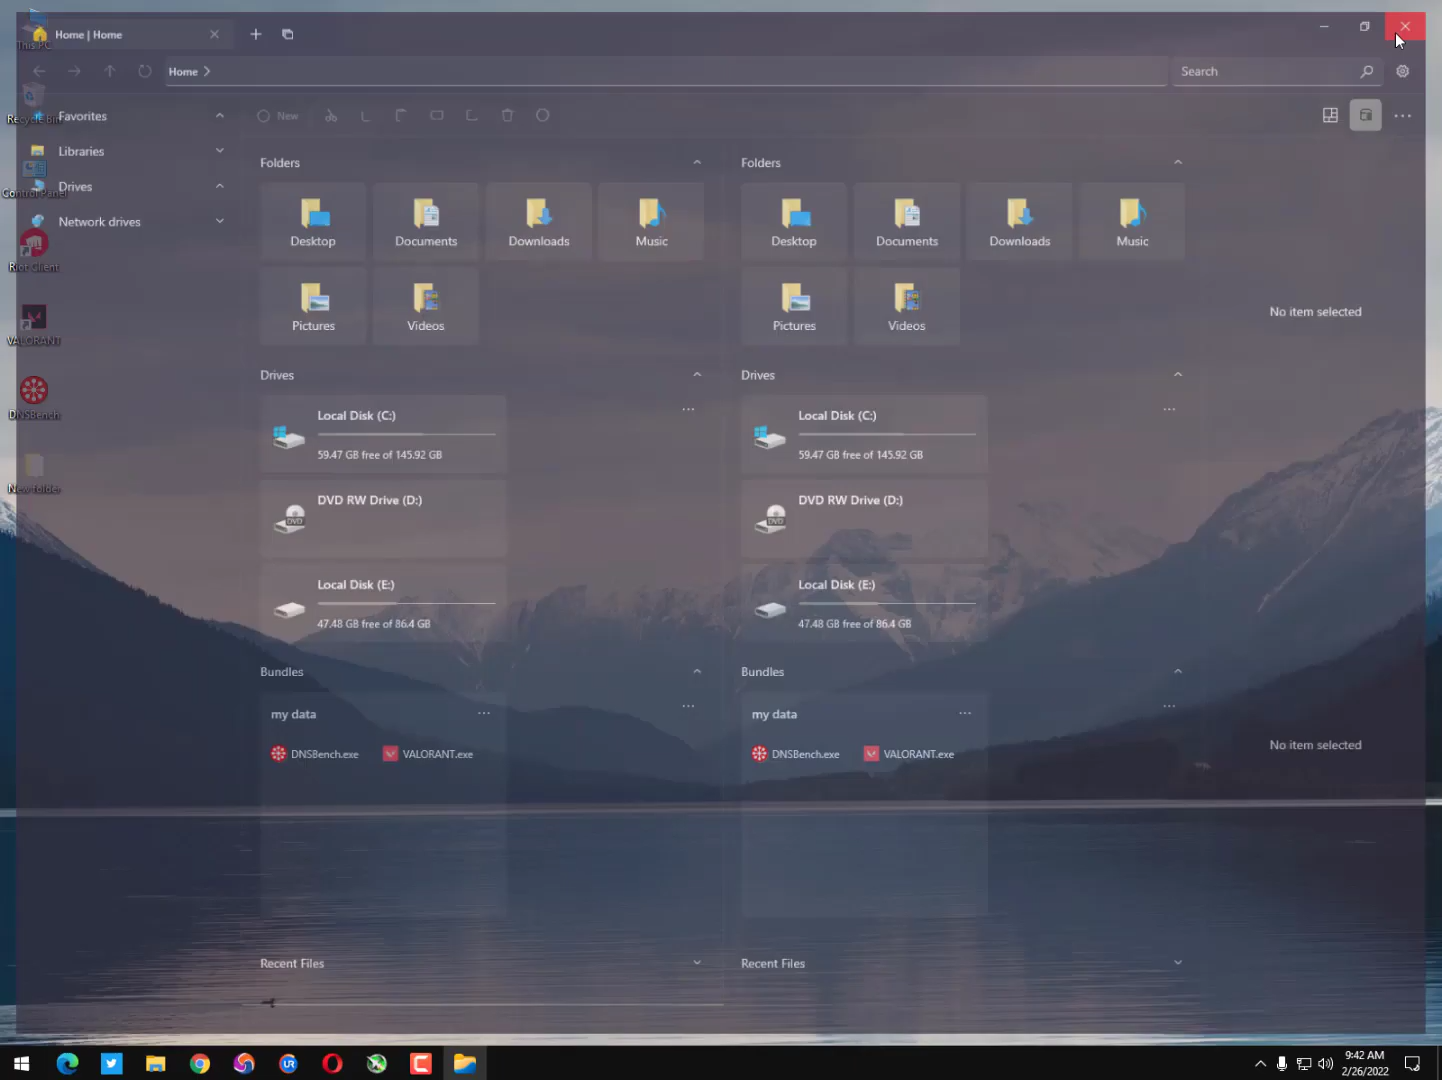 Home | Home
This PC
Home
Search
Recycle Bin
Favorites
New
Libraries
Control Panel
Drives
Network drives
Riot Client
VALORANT
DNSBench
New folder
Folders
Desktop
Documents
Downloads
Music
Pictures
Videos
Drives
Local Disk (C:)
59.47 GB free of 145.92 GB
DVD RW Drive (D:)
DVD
Local Disk (E:)
47.48 GB free of 86.4 GB
Bundles
my data
DNSBench.exe VALORANT.exe
Recent Files
Folders
Desktop
Documents
Downloads
Music
Pictures
Videos
Drives
Local Disk (C:)
59.47 GB free of 145.92 GB
DVD RW Drive (D:)
DVD
Local Disk (E:)
47.48 GB free of 86.4 GB
Bundles
my data
DNSBench.exe VALORANT.exe
Recent Files
No item selected
No item selected
UR
9:42 AM
2/26/2022